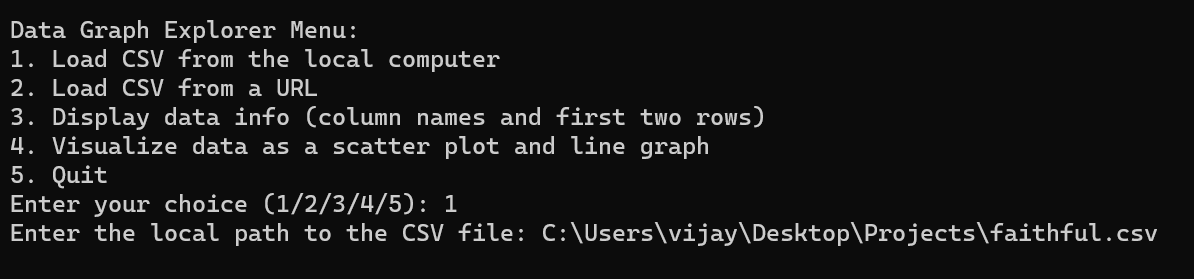 Data Graph Explorer Menu:
1. Load CSV from the local computer
2. Load CSV from a URL
3. Display data info (column names and first two rows)
4. Visualize data as a scatter plot and line graph
5. Quit
Enter your choice (1/2/3/4/5): 1
Enter the local path to the CSV file: C:\Users\vijay\Desktop\Projects\faithful.csv